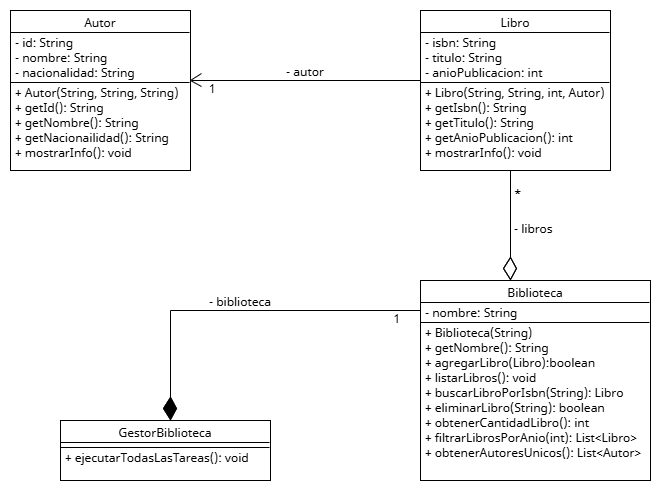 Autor
- id: String
- nombre: String
- nacionalidad: String
+ Autor(String, String, String)
+ getId(): String
+ getNombre(): String
+ getNacionailidad(): String
+ mostrarInfo(): void
- autor
1
Libro
- isbn: String
- titulo: String
- anioPublicacion: int
+ Libro(String, String, int, Autor)
+ getIsbn(): String
+ getTitulo(): String
+ getAnioPublicacion(): int
+ mostrarInfo(): void
*
- libros
Biblioteca
- nombre: String
+ Biblioteca(String)
+ getNombre(): String
+ agregarLibro(Libro):boolean
+ listarLibros(): void
+ buscarLibroPorIsbn(String): Libro
+ eliminarLibro(String): boolean
+ obtenerCantidadLibro(): int
+ filtrarLibrosPorAnio(int): List<Libro>
+ obtenerAutoresUnicos(): List<Autor>
- biblioteca
1
GestorBiblioteca
+ ejecutarTodasLasTareas(): void